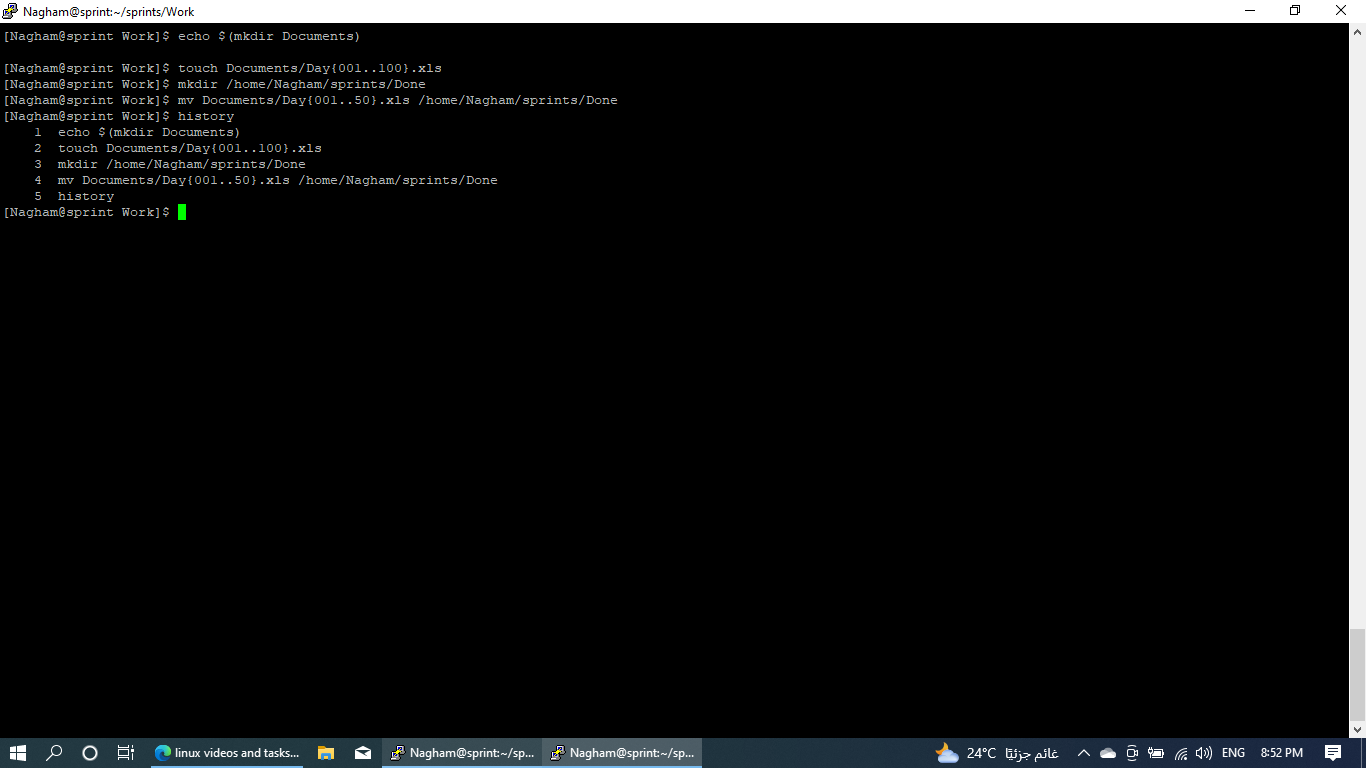 Nagham@sprint:~/sprints/Work
[Nagham@sprint Work]$ echo $(mkdir Documents)
[Nagham@sprint Work]$ touch Documents/Day{001..100}.xls
[Nagham@sprint Work]$ mkdir /home/Nagham/sprints/Done
[Nagham@sprint Work]$ mv Documents/Day{001..50}.xls /home/Nagham/sprints/Done
[Nagham@sprint Work]$ history
1 echo $(mkdir Documents)
2 touch Documents/Day{001..100}.xls
3 mkdir /home/Nagham/sprints/Done
4 mv Documents/Day{001..50}.xls /home/Nagham/sprints/Done
5 history
[Nagham@sprint Work]$
linux videos and tasks... Nagham@sprint:~/sp... Nagham@sprint:~/sp... 24°C غائم جزئيًا ENG 8:52 PM